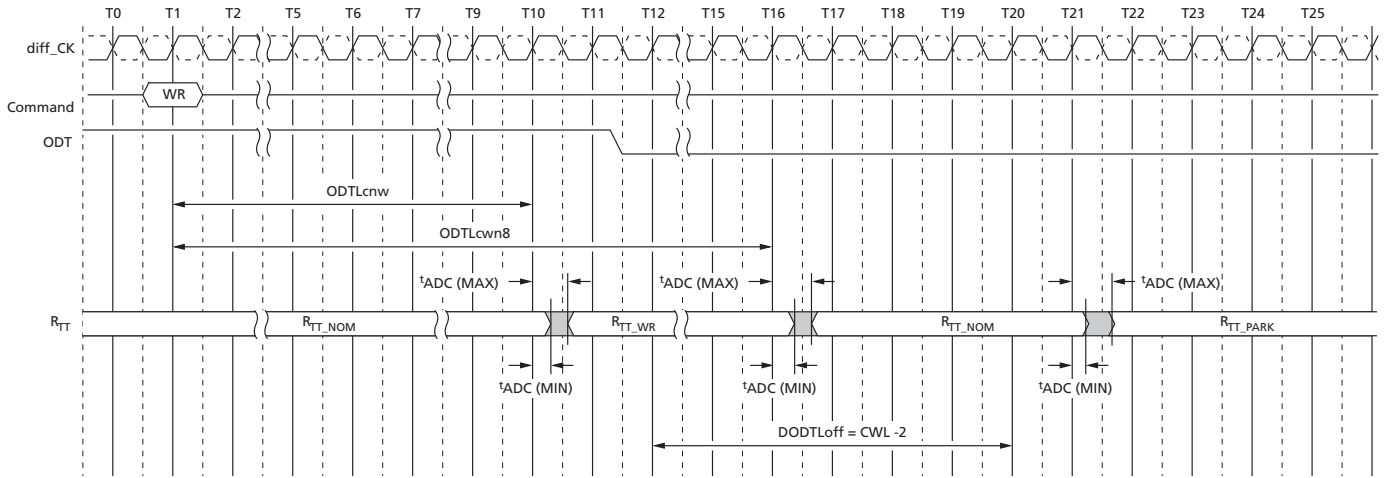 T0 T1 T2 T5 T6 T7 T9 T10 T11 T12 T15 T16 T17 T18 T19 T20 T21 T22 T23 T24 T25
diff_CK
WR
Command
ODT
ODTLcnw
ODTLcwn8
tADC (MAX) tADC (MAX) tADC (MAX)
RTT RTT_NOM RTT_WR RTT_NOM RTT_PARK
tADC (MIN) tADC (MIN) tADC (MIN)
DODTLoff = CWL -2